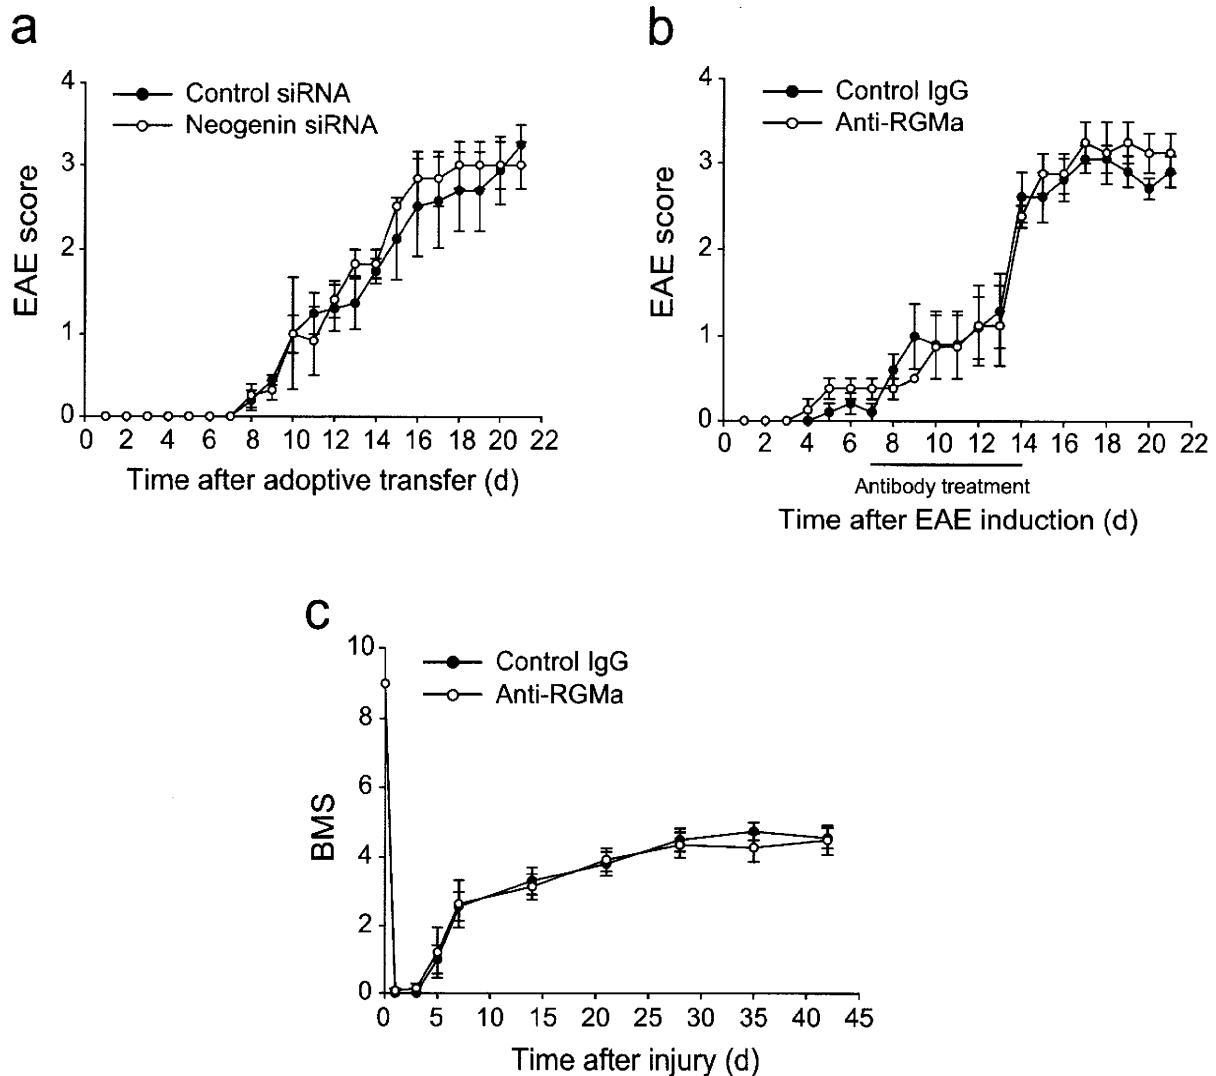 a
4
3
2
1
0
EAE score
Control siRNA
Neogenin siRNA
0 2 4 6 8 10 12 14 16 18 20 22
Time after adoptive transfer (d)
b
4
3
2
1
0
EAE score
Control IgG
Anti-RGMa
0 2 4 6 8 10 12 14 16 18 20 22
Antibody treatment
Time after EAE induction (d)
c
10
8
6
4
2
0
BMS
Control IgG
Anti-RGMa
0 5 10 15 20 25 30 35 40 45
Time after injury (d)